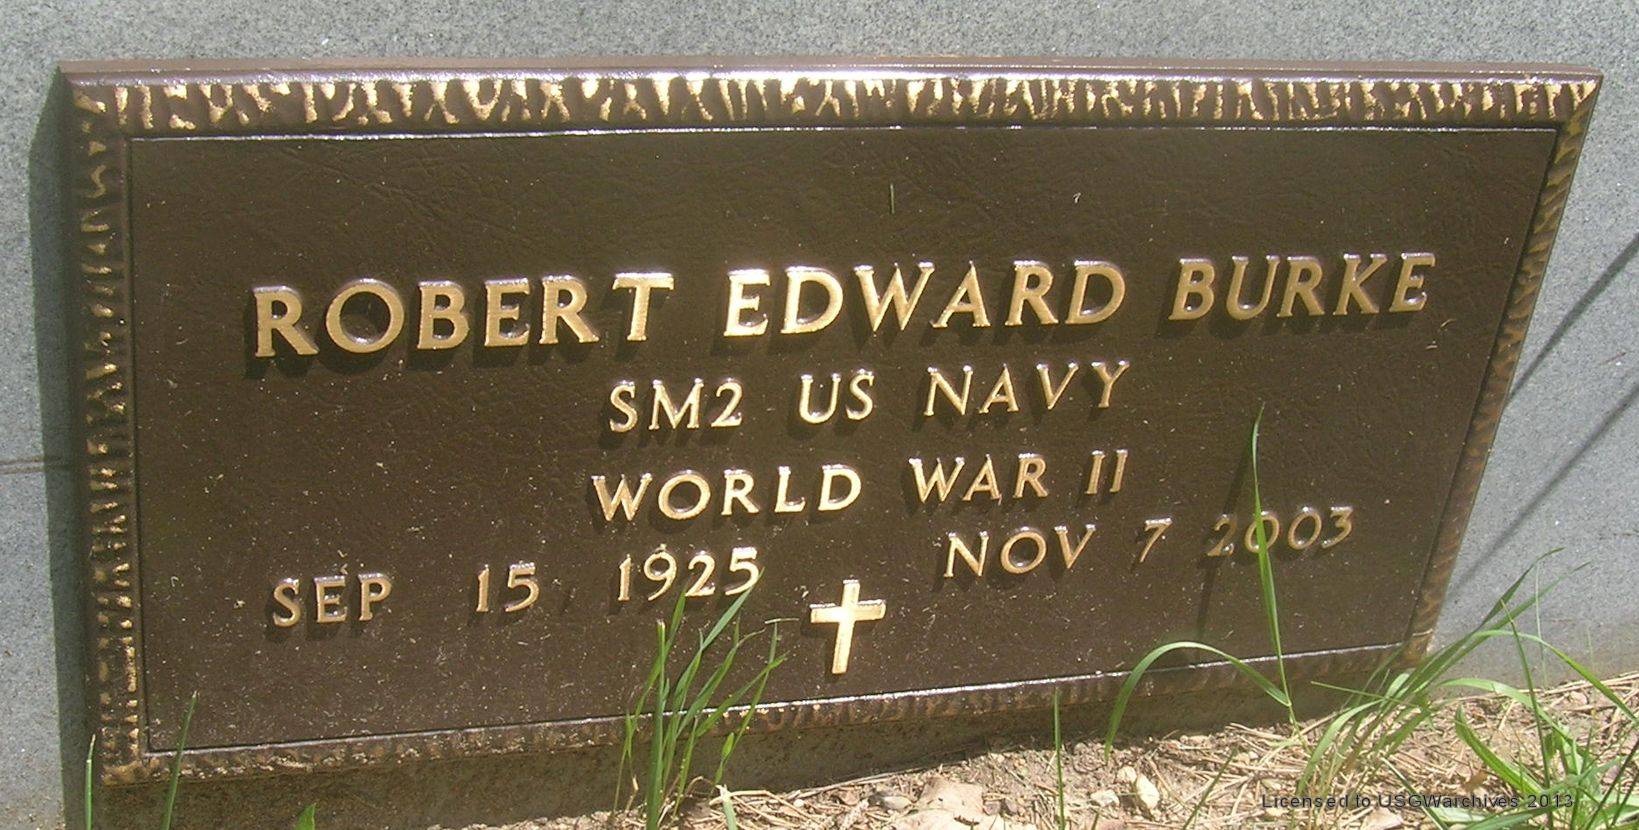 ROBERT EDWARD BURKE
SM2 US NAVY
WORLD WAR II
SEP 15 1925 NOV 7 2003
Licensed to USGWarchives 2013